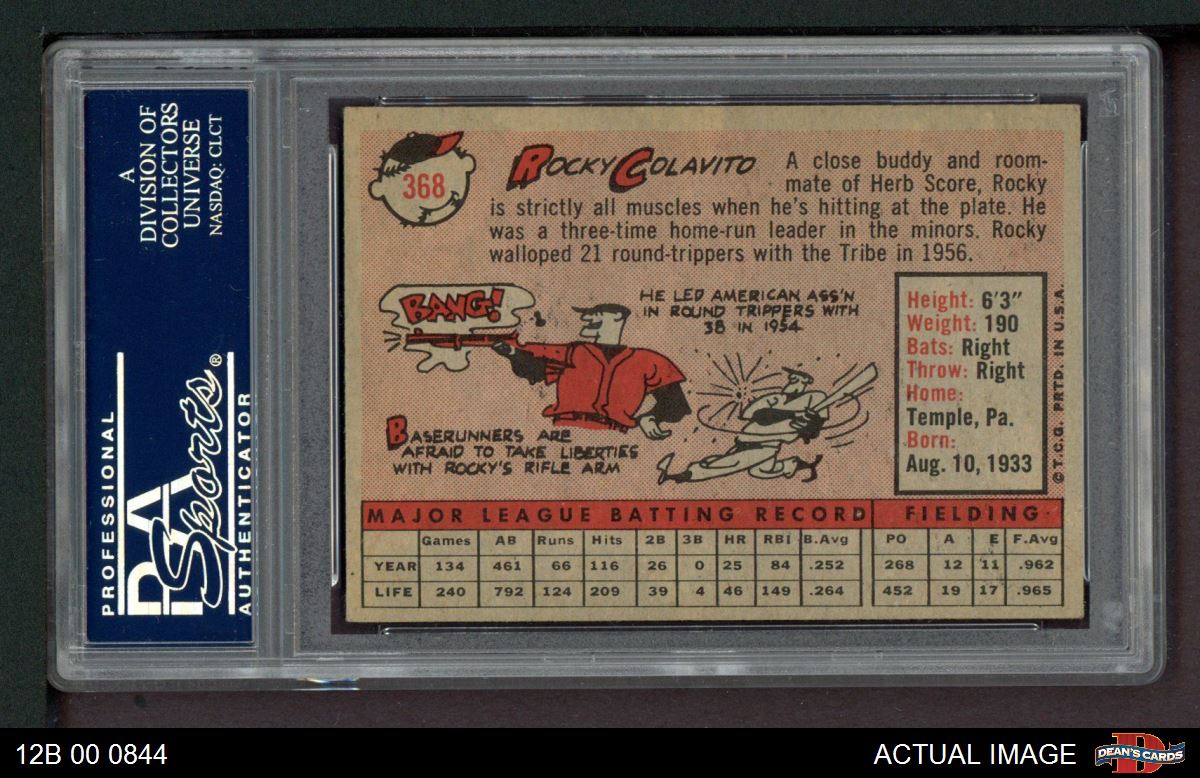 A
DIVISION OF
COLLECTORS
UNIVERSE
NASDAQ: CLCT
PROFESSIONAL
PSA
Sports®
AUTHENTICATOR
368
ROCKY COLAVITO
A close buddy and room-
mate of Herb Score, Rocky
is strictly all muscles when he's hitting at the plate. He
was a three-time home-run leader in the minors. Rocky
walloped 21 round-trippers with the Tribe in 1956.
BANG!
HE LED AMERICAN ASS'N
IN ROUND TRIPPERS WITH
38 IN 1954
BASERUNNERS ARE
AFRAID TO TAKE LIBERTIES
WITH ROCKY'S RIFLE ARM
Height: 6'3"
Weight: 190
Bats: Right
Throw: Right
Home:
Temple, Pa.
Born:
Aug. 10, 1933
© T.C.G. PRTD. IN U.S.A.
MAJOR LEAGUE BATTING RECORD FIELDING
Games AB Runs Hits 2B 3B HR RBI B.Avg PO A E F.Avg
YEAR 134 461 66 116 26 0 25 84 .252 268 12 11 .962
LIFE 240 792 124 209 39 4 46 149 .264 452 19 17 .965
12B 00 0844
ACTUAL IMAGE
D
DEAN'S CARDS